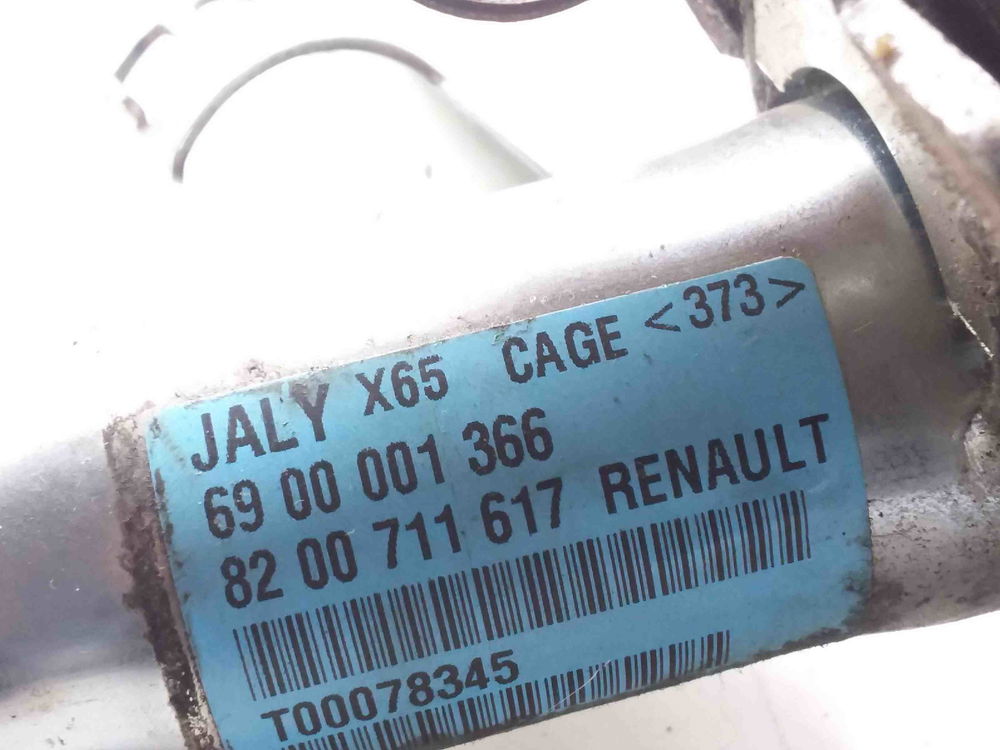 JALY X65 CAGE <373>
69 00 001 366
82 00 711 617 RENAULT
T00078345